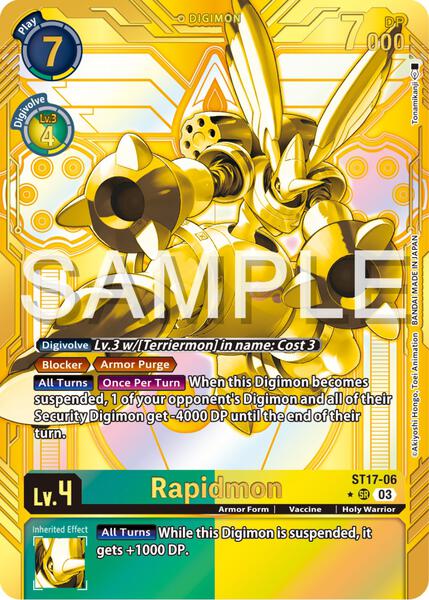 Play
7
DIGIMON
DP
7000
Digivolve
Lv.3
4
Tomamikanji
SAMPLE
©Akiyoshi Hongo, Toei Animation BANDAI MADE IN JAPAN
Digivolve Lv.3 w/[Terriermon] in name: Cost 3
Blocker Armor Purge
All Turns Once Per Turn When this Digimon becomes
suspended, 1 of your opponent's Digimon and all of their
Security Digimon get -4000 DP until the end of their
turn.
ST17-06
Lv.4
Rapidmon
SR 03
Armor Form Vaccine Holy Warrior
Inherited Effect
All Turns While this Digimon is suspended, it
gets +1000 DP.